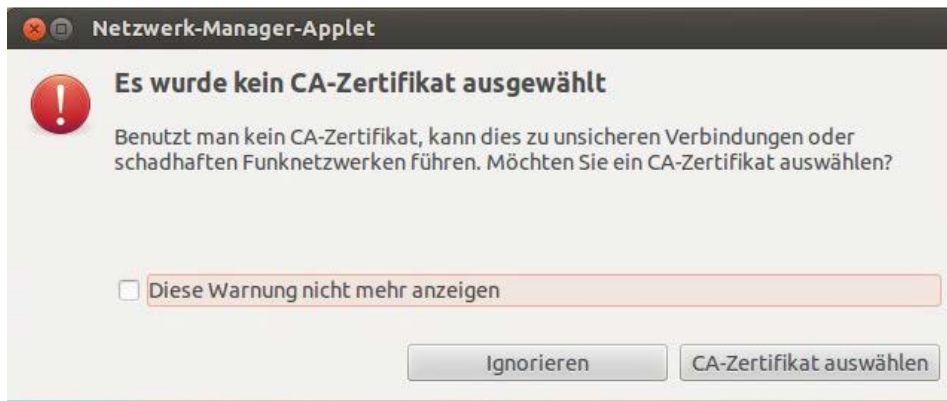 Netzwerk-Manager-Applet
Es wurde kein CA-Zertifikat ausgewählt
Benutzt man kein CA-Zertifikat, kann dies zu unsicheren Verbindungen oder
schadhaften Funknetzwerken führen. Möchten Sie ein CA-Zertifikat auswählen?
Diese Warnung nicht mehr anzeigen
Ignorieren
CA-Zertifikat auswählen